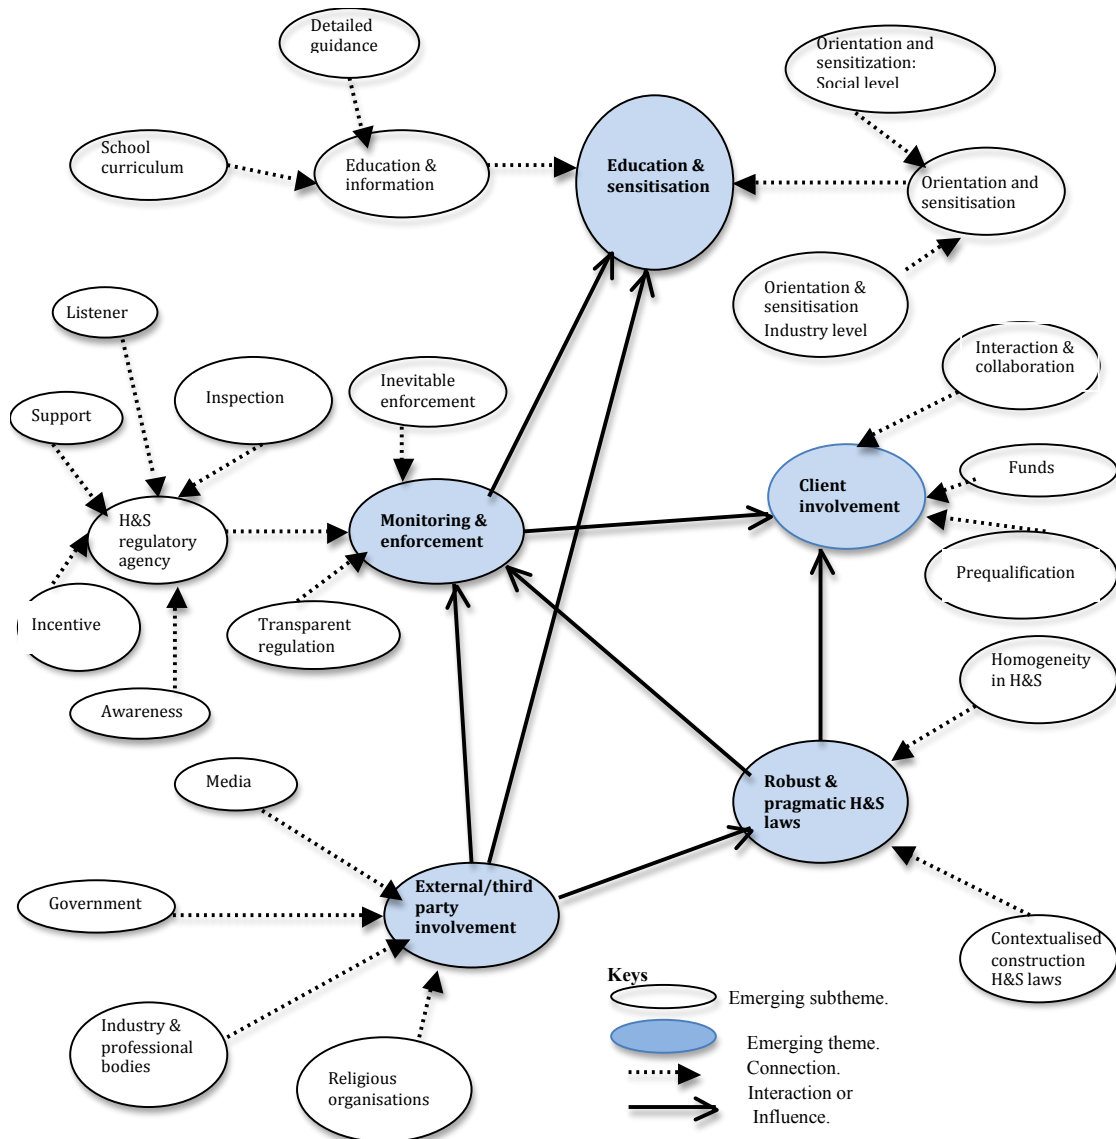 Detailed
guidance
Orientation and
sensitization:
Social level
School
curriculum
Education &
information
Education &
sensitisation
Orientation and
sensitisation
Orientation &
sensitisation
Industry level
Listener
Interaction &
collaboration
Inspection
Inevitable
enforcement
Support
Funds
Client
involvement
H&S
regulatory
agency
Monitoring &
enforcement
Prequalification
Incentive
Transparent
regulation
Homogeneity
in H&S
Awareness
Media
Robust &
pragmatic H&S
laws
Government
External/third
party
involvement
Contextualised
construction
H&S laws
Industry &
professional
bodies
Religious
organisations
Keys
Emerging subtheme.
Emerging theme.
Connection.
Interaction or
Influence.